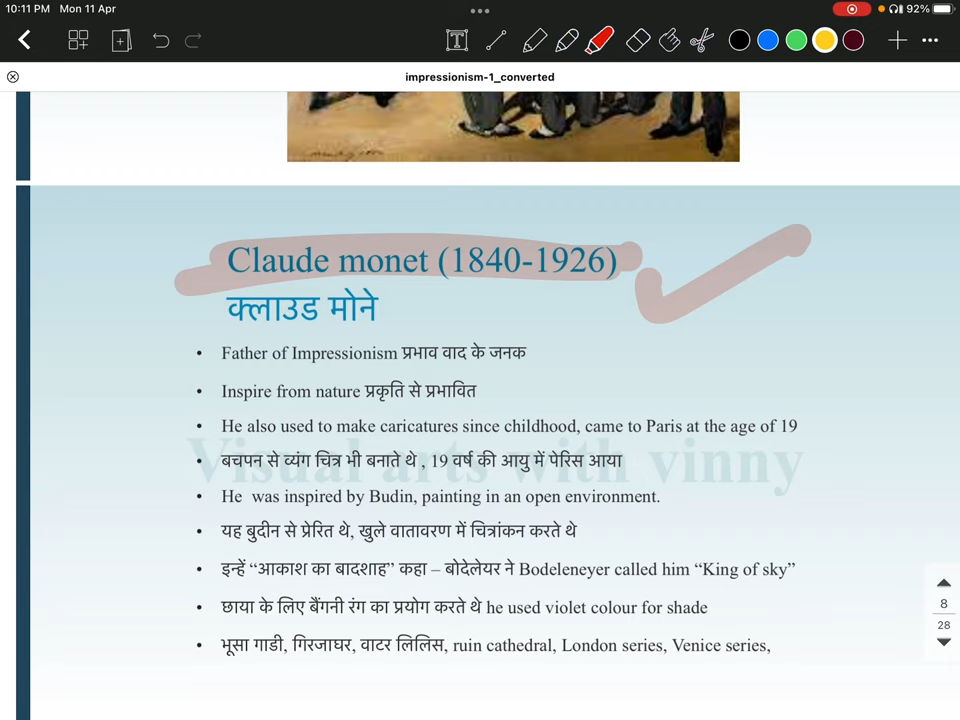 10:11 PM Mon 11 Apr
92%
impressionism-1_converted
Claude monet (1840-1926)
क्लाउड मोने
• Father of Impressionism प्रभाव वाद के जनक
• Inspire from nature प्रकृति से प्रभावित
• He also used to make caricatures since childhood, came to Paris at the age of 19
• बचपन से व्यंग चित्र भी बनाते थे , 19 वर्ष की आयु में पेरिस आया
Visual arts with vinny
• He was inspired by Budin, painting in an open environment.
• यह बुदीन से प्रेरित थे, खुले वातावरण में चित्रांकन करते थे
• इन्हें “आकाश का बादशाह” कहा – बोदेलेयर ने Bodeleneyer called him “King of sky”
• छाया के लिए बैंगनी रंग का प्रयोग करते थे he used violet colour for shade
• भूसा गाडी, गिरजाघर, वाटर लिलिस, ruin cathedral, London series, Venice series,
8
28